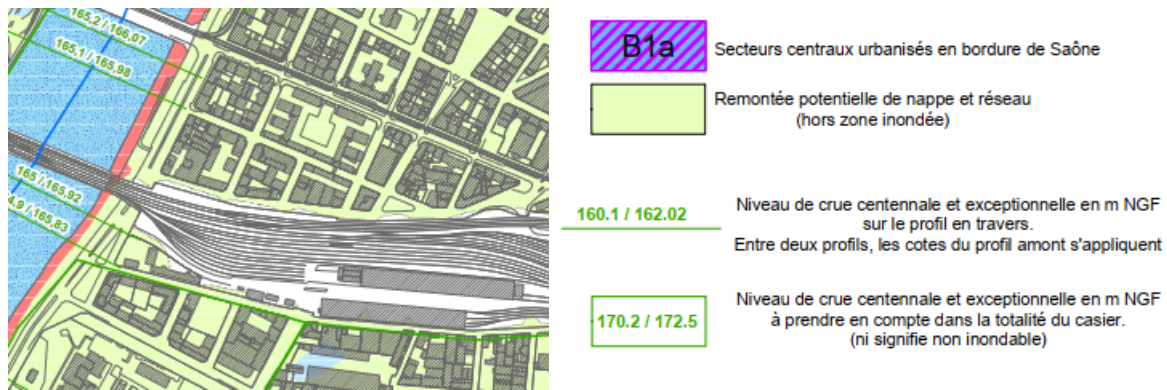 165,2 / 166,07
165,1 / 165,98
165 / 165,92
4,9 / 165,83
B1a
Secteurs centraux urbanisés en bordure de Saône
Remontée potentielle de nappe et réseau
(hors zone inondée)
160.1 / 162.02
Niveau de crue centennale et exceptionnelle en m NGF
sur le profil en travers.
Entre deux profils, les cotes du profil amont s'appliquent
170.2 / 172.5
Niveau de crue centennale et exceptionnelle en m NGF
à prendre en compte dans la totalité du casier.
(ni signifie non inondable)